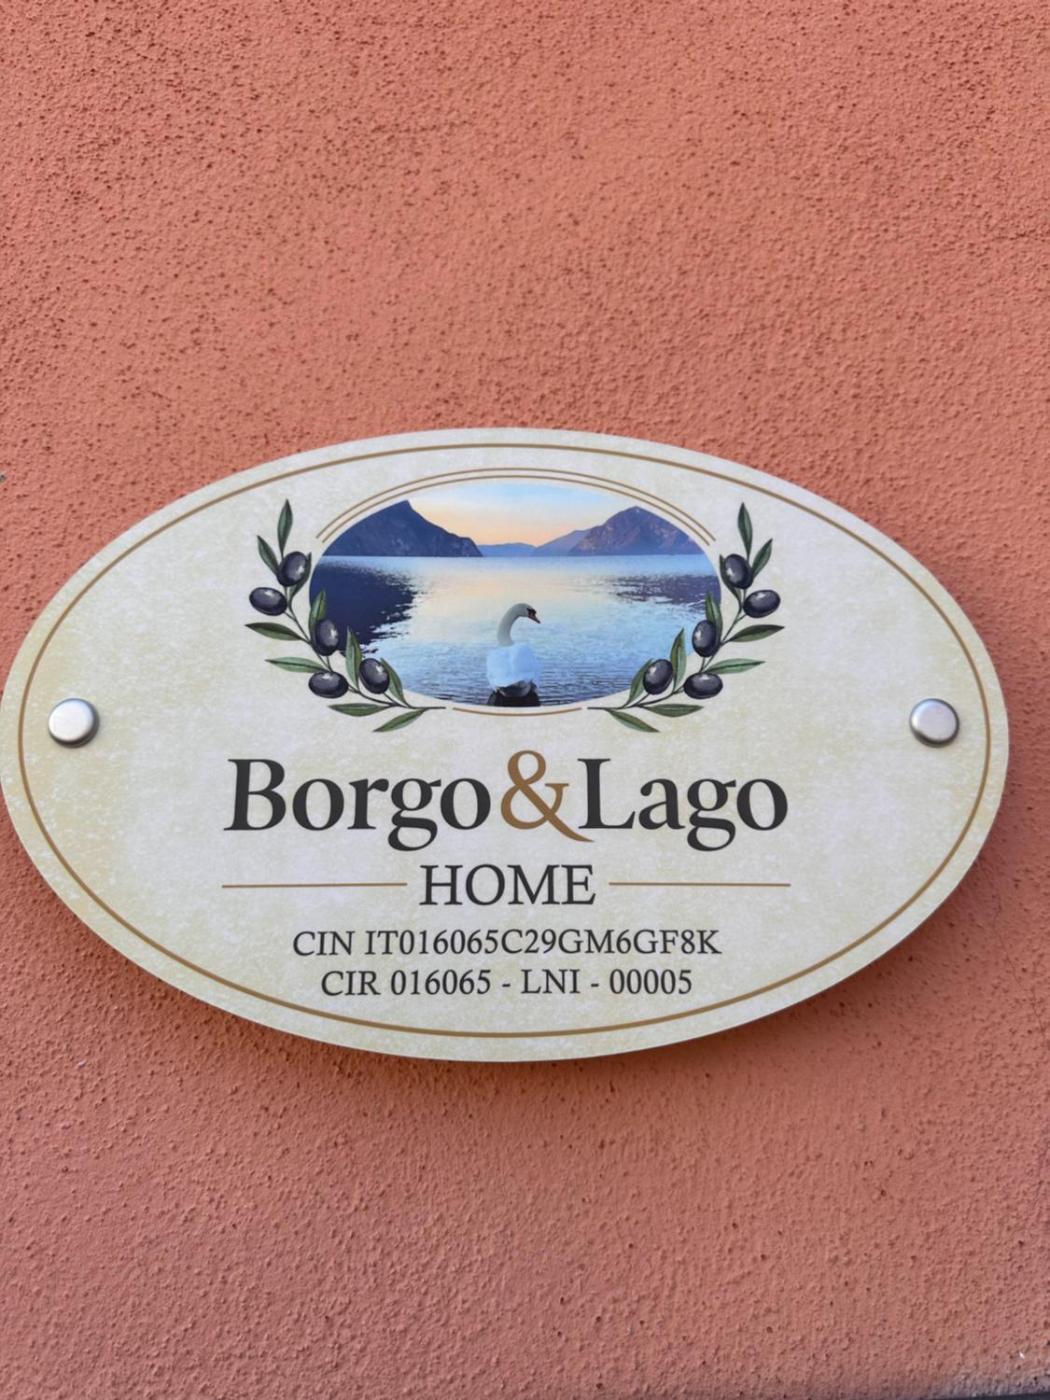 Borgo&Lago
HOME
CIN IT016065C29GM6GF8K
CIR 016065 - LNI - 00005